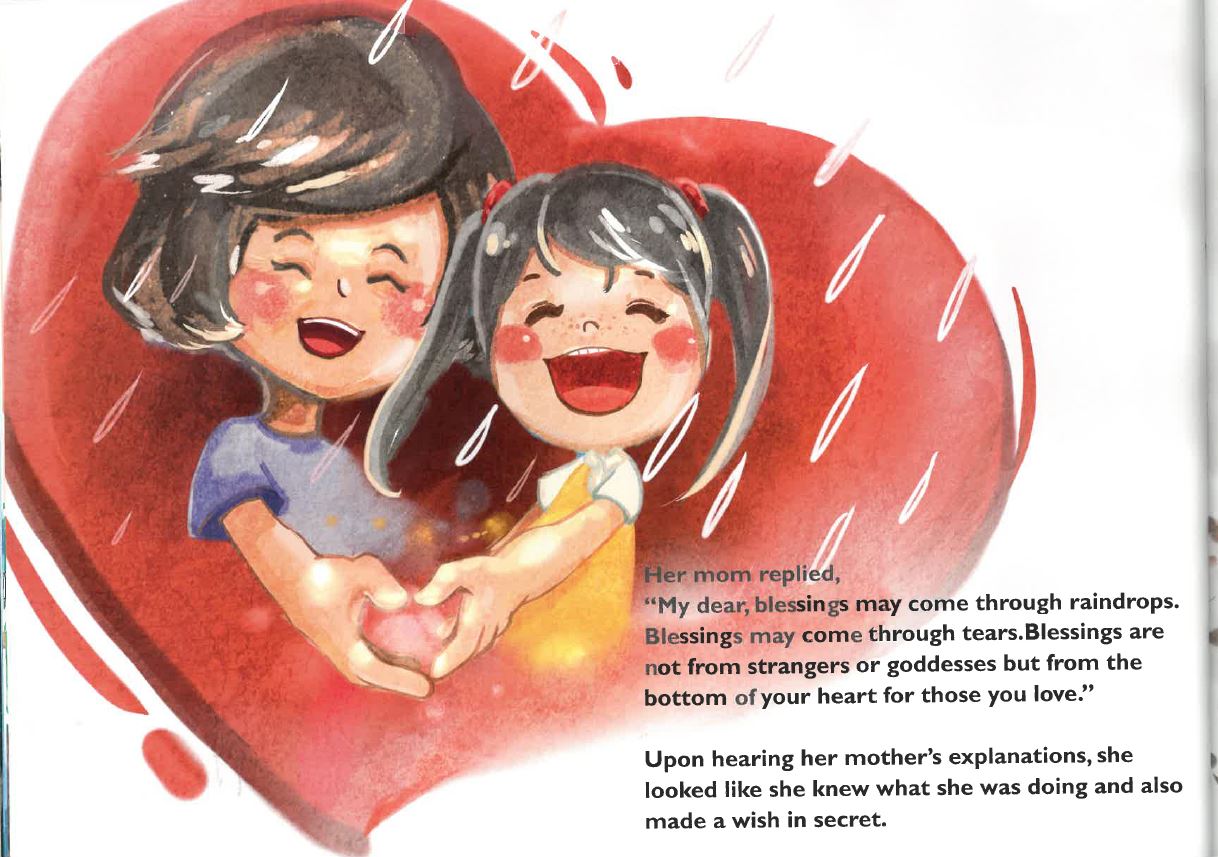 Her mom replied,
“My dear, blessings may come through raindrops.
Blessings may come through tears.Blessings are
not from strangers or goddesses but from the
bottom of your heart for those you love.”
Upon hearing her mother’s explanations, she
looked like she knew what she was doing and also
made a wish in secret.